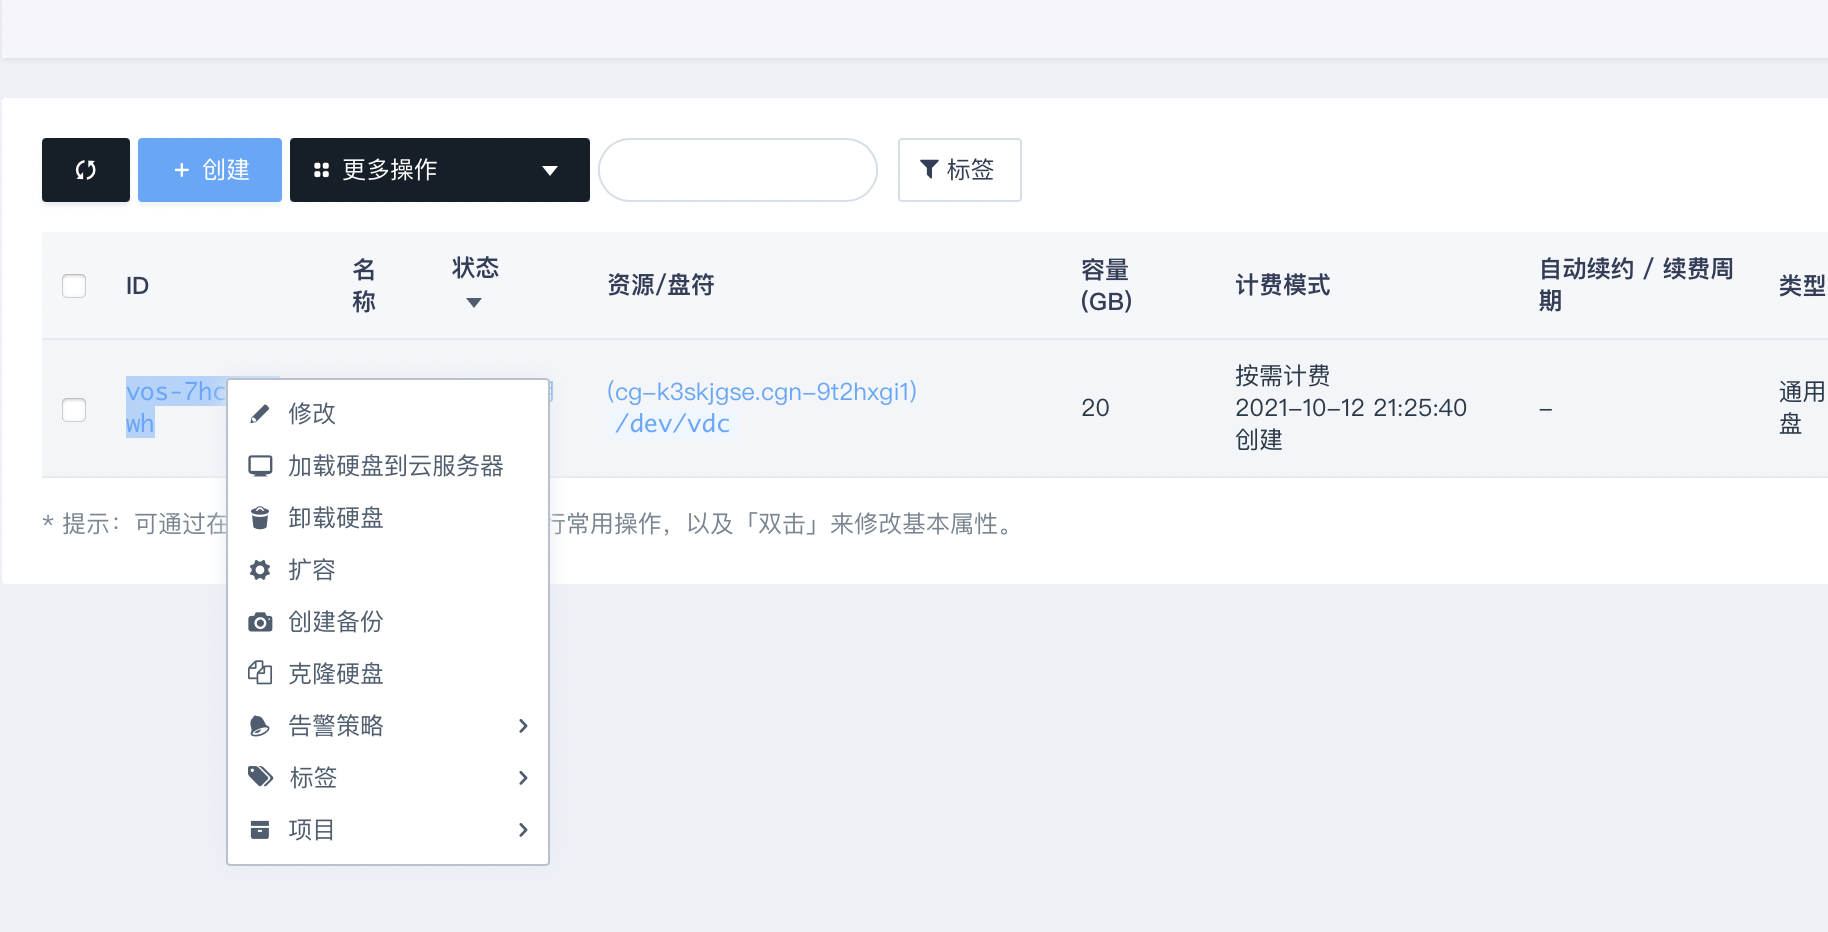 创建
更多操作
标签
ID
名称
状态
资源/盘符
容量
(GB)
计费模式
自动续约 / 续费周期
类型
vos-7hc
wh
(cg-k3skjgse.cgn-9t2hxgi1)
/dev/vdc
20
按需计费
2021-10-12 21:25:40
创建
–
通用
盘
* 提示：可通过在
行常用操作，以及「双击」来修改基本属性。
修改
加载硬盘到云服务器
卸载硬盘
扩容
创建备份
克隆硬盘
告警策略
标签
项目